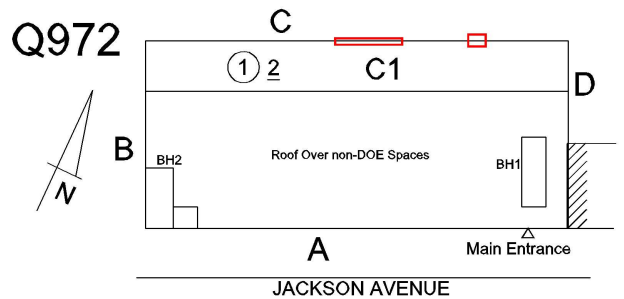 C
Q972
1 2 C1
D
B
BH2
Roof Over non-DOE Spaces
BH1
N
A
Main Entrance
JACKSON AVENUE